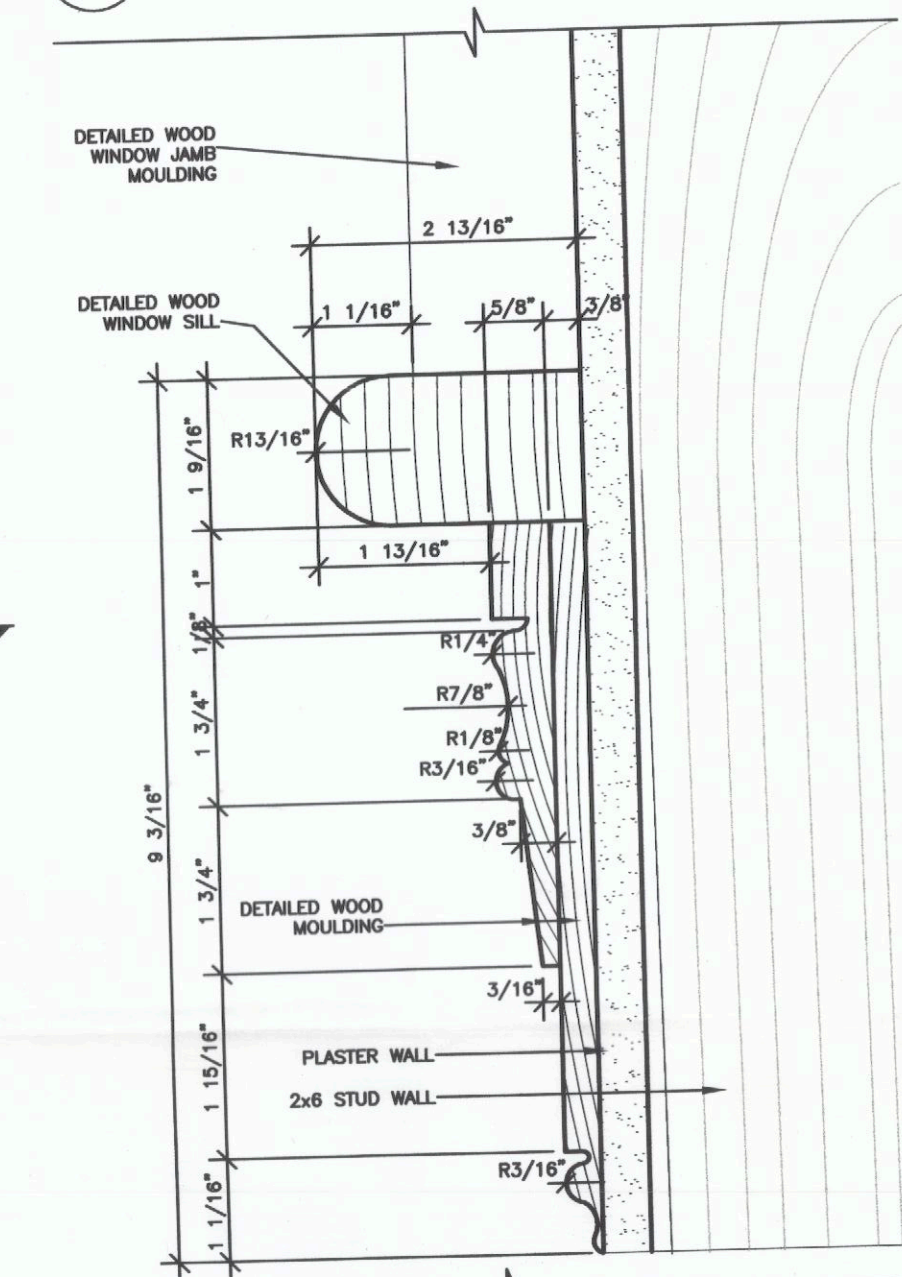 DETAILED WOOD
WINDOW JAMB
MOULDING
2 13/16"
DETAILED WOOD
WINDOW SILL
1 1/16"
5/8"
3/8"
R13/16"
1 9/16"
1 13/16"
1"
1/8"
R1/4"
R7/8"
1 3/4"
R1/8"
R3/16"
9 3/16"
3/8"
1 3/4"
DETAILED WOOD
MOULDING
3/16"
PLASTER WALL
1 15/16"
2x6 STUD WALL
R3/16"
1 1/16"